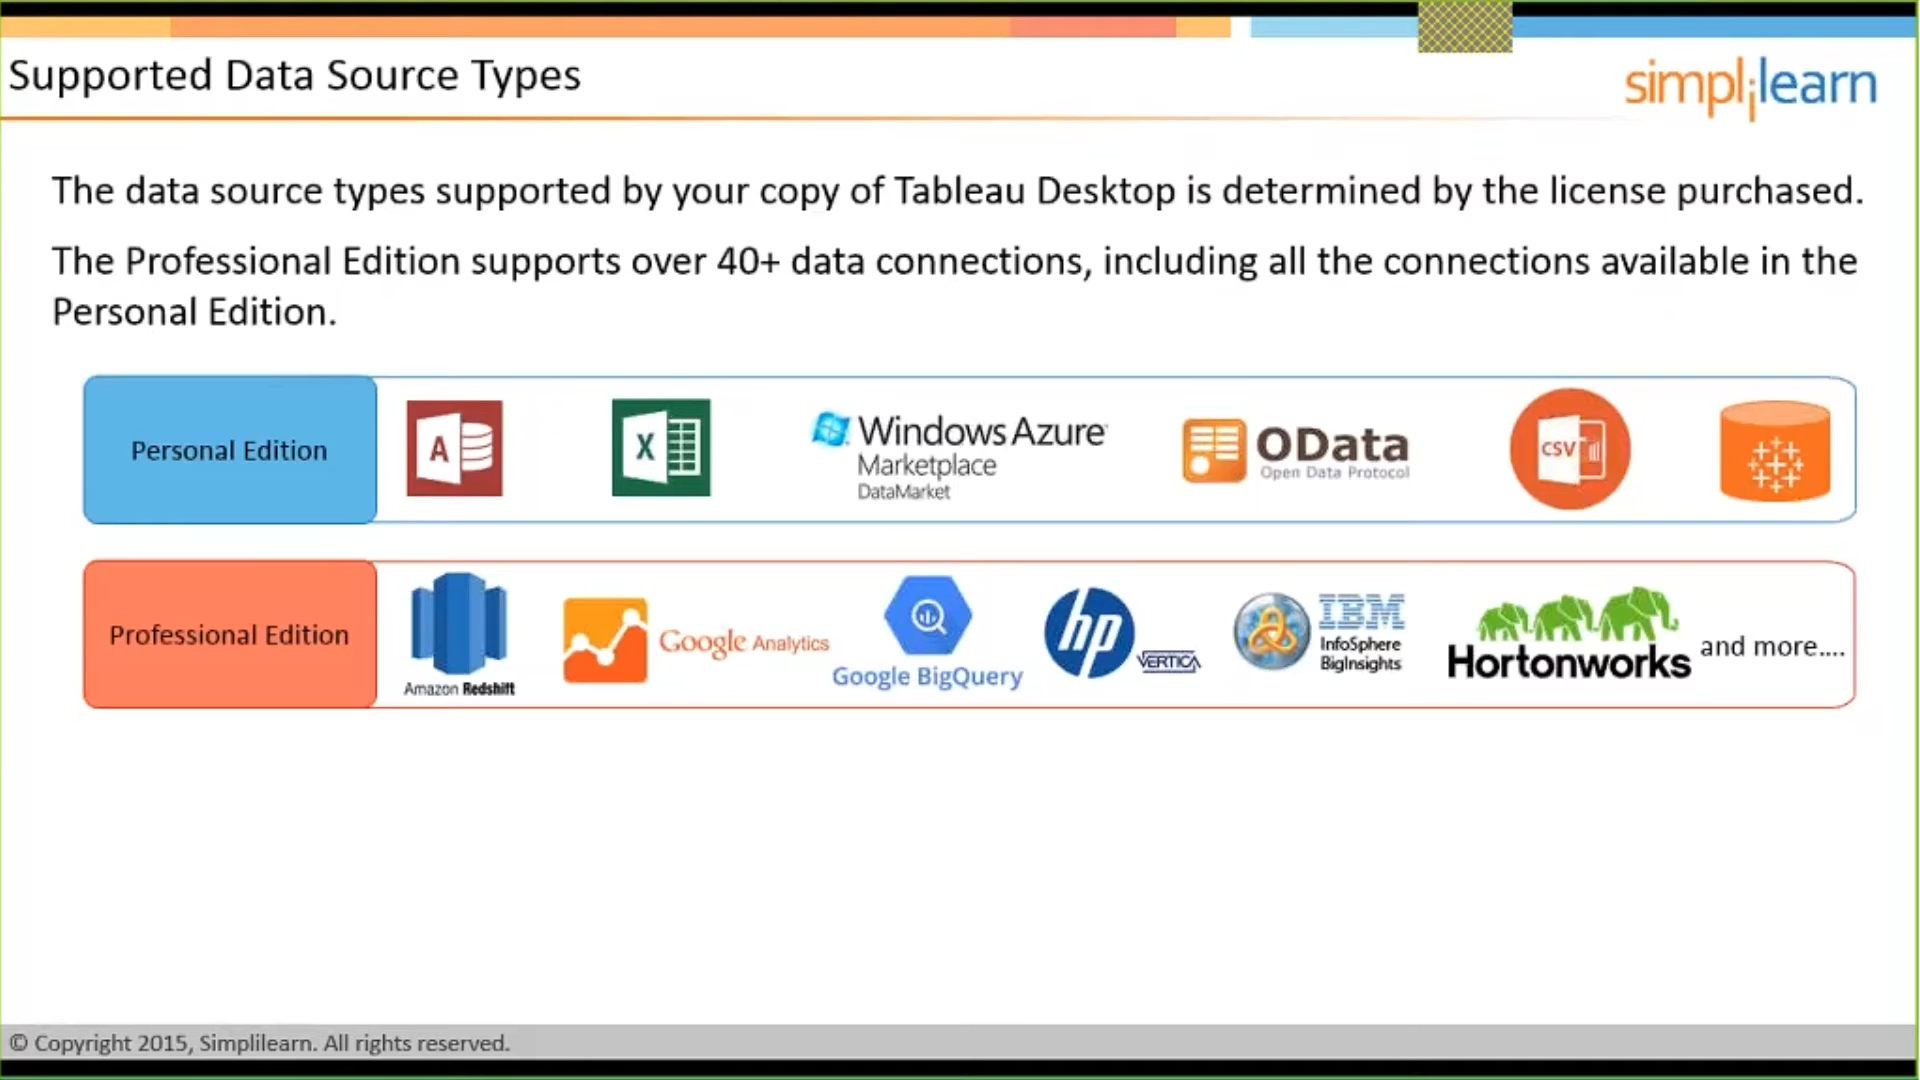 Supported Data Source Types
simplilearn
The data source types supported by your copy of Tableau Desktop is determined by the license purchased.
The Professional Edition supports over 40+ data connections, including all the connections available in the
Personal Edition.
Personal Edition
A
X
Windows Azure
Marketplace
DataMarket
OData
Open Data Protocol
CSV
Professional Edition
Amazon Redshift
Google Analytics
Google BigQuery
hp
VERTICA
IBM
InfoSphere
BigInsights
Hortonworks
and more....
© Copyright 2015, Simplilearn. All rights reserved.